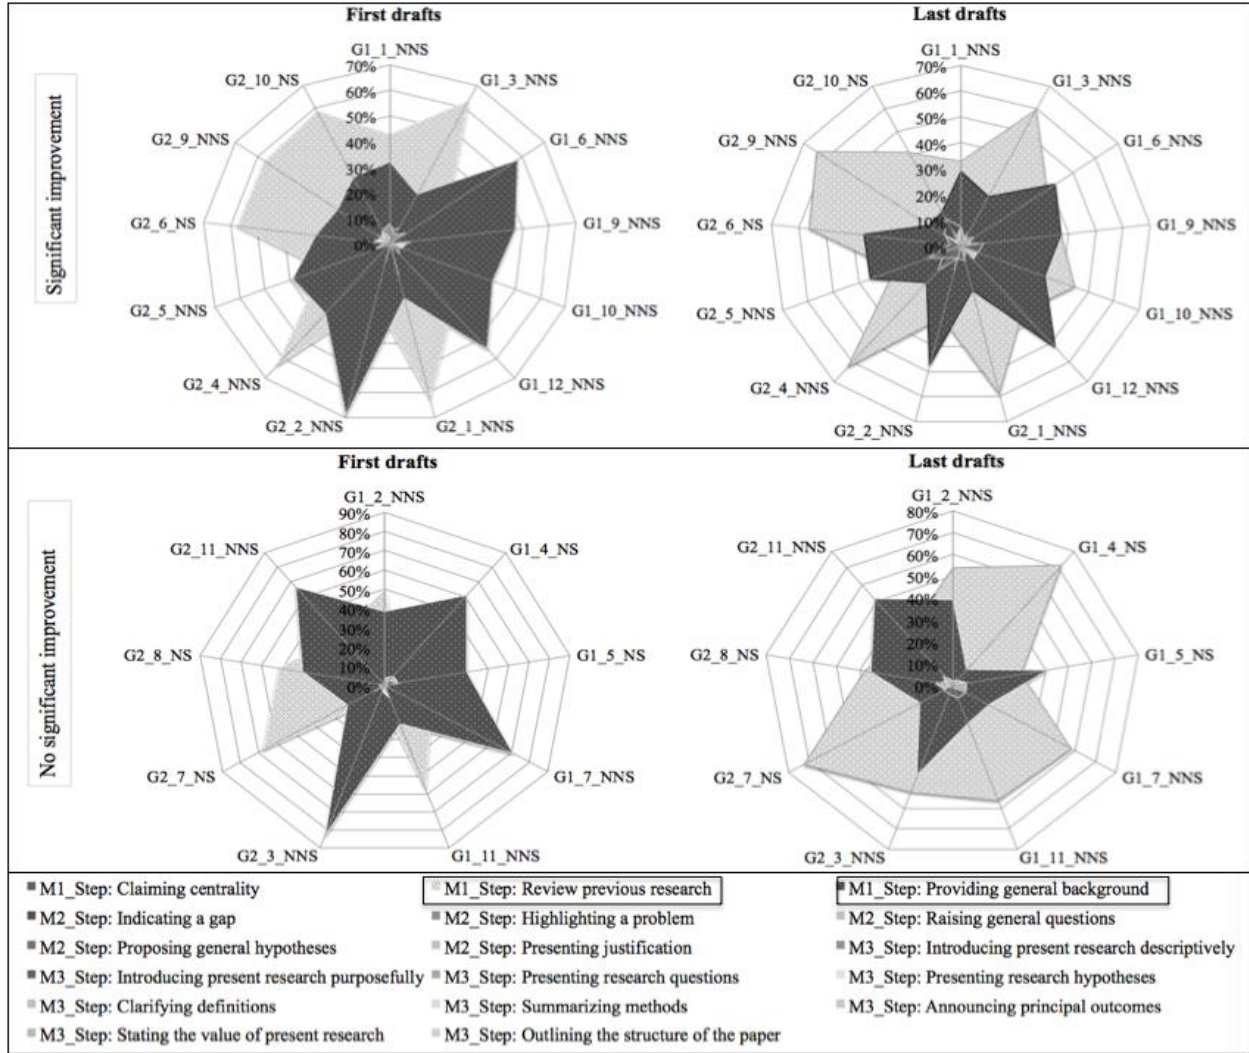 First drafts
Last drafts
Significant improvement
G1_1_NNS
G1_3_NNS
G1_6_NNS
G1_9_NNS
G1_10_NNS
G1_12_NNS
G2_1_NNS
G2_2_NNS
G2_4_NNS
G2_5_NNS
G2_6_NS
G2_9_NNS
G2_10_NS
70%
60%
50%
40%
30%
20%
10%
0%
G1_1_NNS
G1_3_NNS
G1_6_NNS
G1_9_NNS
G1_10_NNS
G1_12_NNS
G2_1_NNS
G2_2_NNS
G2_4_NNS
G2_5_NNS
G2_6_NS
G2_9_NNS
G2_10_NS
70%
60%
50%
40%
30%
20%
10%
0%
First drafts
Last drafts
No significant improvement
G1_2_NNS
G1_4_NS
G1_5_NS
G1_7_NNS
G1_11_NNS
G2_3_NNS
G2_7_NS
G2_8_NS
G2_11_NNS
90%
80%
70%
60%
50%
40%
30%
20%
10%
0%
G1_2_NNS
G1_4_NS
G1_5_NS
G1_7_NNS
G1_11_NNS
G2_3_NNS
G2_7_NS
G2_8_NS
G2_11_NNS
80%
70%
60%
50%
40%
30%
20%
10%
0%
M1_Step: Claiming centrality
M1_Step: Review previous research
M1_Step: Providing general background
M2_Step: Indicating a gap
M2_Step: Highlighting a problem
M2_Step: Raising general questions
M2_Step: Proposing general hypotheses
M2_Step: Presenting justification
M3_Step: Introducing present research descriptively
M3_Step: Introducing present research purposefully
M3_Step: Presenting research questions
M3_Step: Presenting research hypotheses
M3_Step: Clarifying definitions
M3_Step: Summarizing methods
M3_Step: Announcing principal outcomes
M3_Step: Stating the value of present research
M3_Step: Outlining the structure of the paper